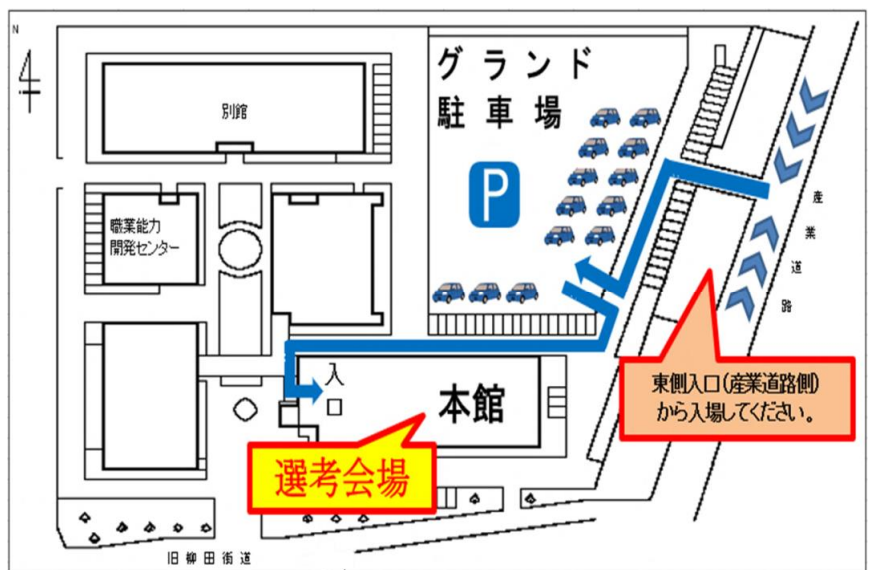 N
グランド
駐車場
別館
P
職業能力
開発センター
産業道路
入口
本館
東側入口(産業道路側)
から入場してください。
選考会場
旧柳田街道